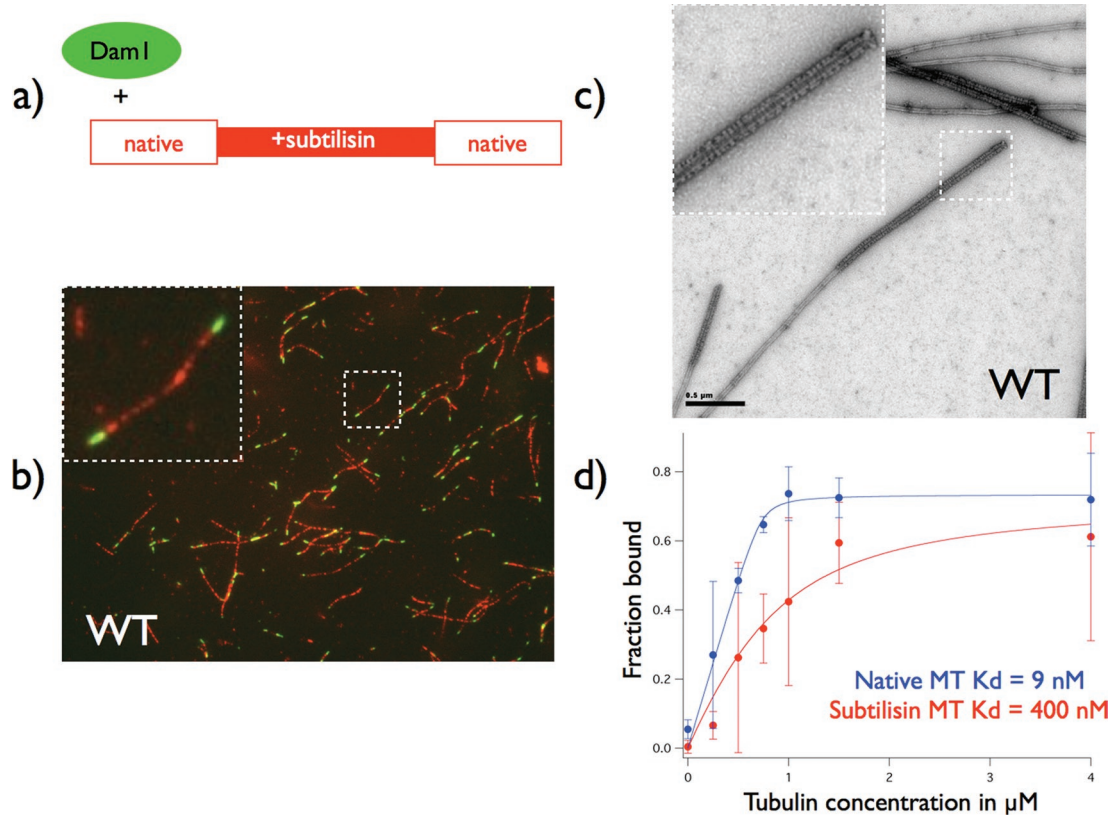 a)
Dam1
+
native
+subtilisin
native
b)
WT
c)
WT
0.5 μm
d)
Fraction bound
0.8
0.6
0.4
0.2
0.0
Native MT Kd = 9 nM
Subtilisin MT Kd = 400 nM
0
1
2
3
4
Tubulin concentration in μM